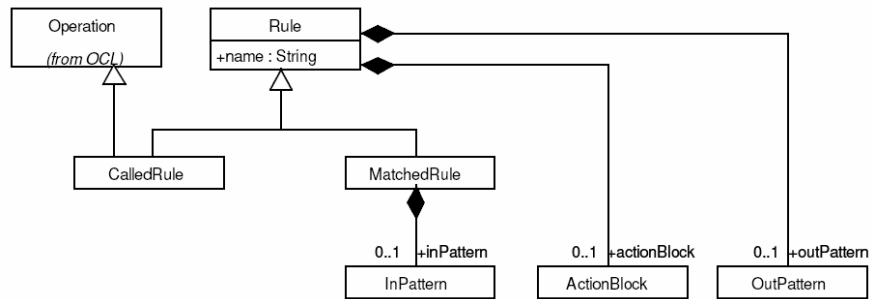 Operation
(from OCL)
Rule
+name : String
CalledRule
MatchedRule
0..1 +inPattern
0..1 +actionBlock
0..1 +outPattern
InPattern
ActionBlock
OutPattern